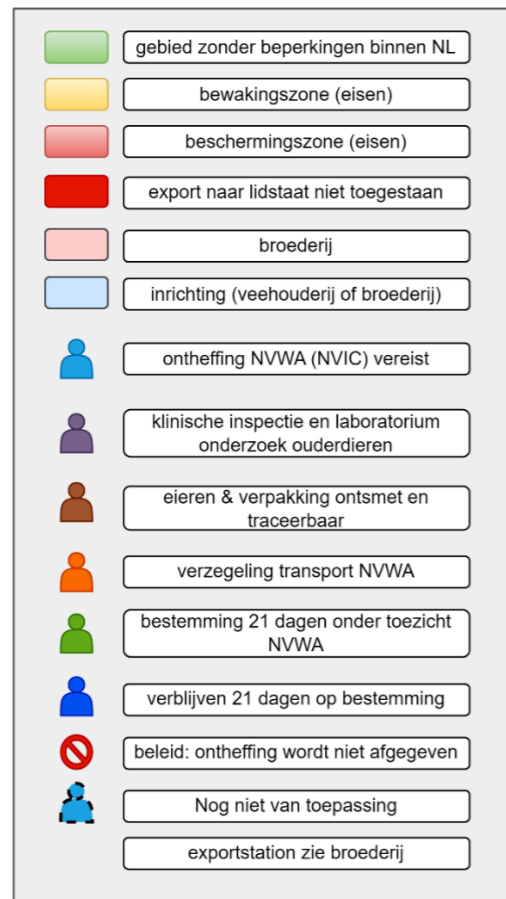 gebied zonder beperkingen binnen NL
bewakingszone (eisen)
beschermingszone (eisen)
export naar lidstaat niet toegestaan
broederij
inrichting (veehouderij of broederij)
ontheffing NVWA (NVIC) vereist
klinische inspectie en laboratorium
onderzoek ouderdieren
eieren & verpakking ontsmet en
traceerbaar
verzegeling transport NVWA
bestemming 21 dagen onder toezicht
NVWA
verblijven 21 dagen op bestemming
beleid: ontheffing wordt niet afgegeven
Nog niet van toepassing
exportstation zie broederij